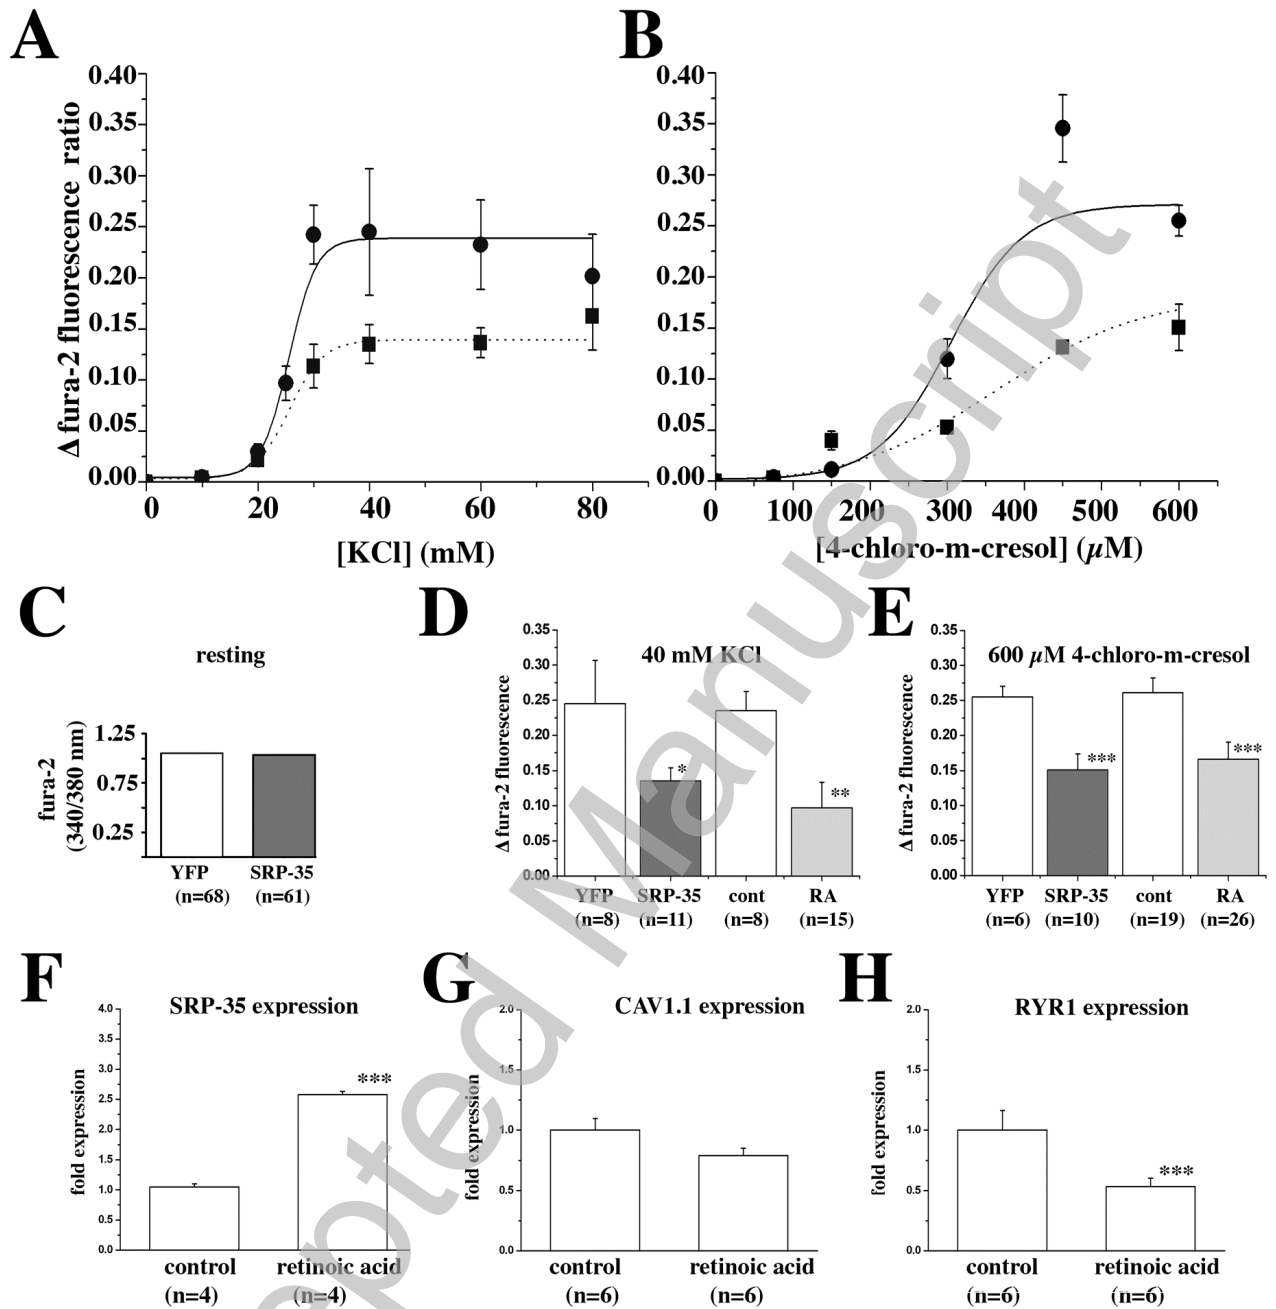 A
B
0.40
0.35
0.30
0.25
0.20
0.15
0.10
0.05
0.00
Δ fura-2 fluorescence ratio
0 20 40 60 80
[KCl] (mM)
0.40
0.35
0.30
0.25
0.20
0.15
0.10
0.05
0.00
0 100 200 300 400 500 600
[4-chloro-m-cresol] (µM)
C
resting
1.25
0.75
0.25
fura-2
(340/380 nm)
YFP SRP-35
(n=68) (n=61)
D
40 mM KCl
0.35
0.30
0.25
0.20
0.15
0.10
0.05
0.00
Δ fura-2 fluorescence
*
**
YFP SRP-35 cont RA
(n=8) (n=11) (n=8) (n=15)
E
600 µM 4-chloro-m-cresol
0.35
0.30
0.25
0.20
0.15
0.10
0.05
0.00
Δ fura-2 fluorescence
***
***
YFP SRP-35 cont RA
(n=6) (n=10) (n=19) (n=26)
F
SRP-35 expression
4.0
3.5
3.0
2.5
2.0
1.5
1.0
0.5
0.0
fold expression
***
control retinoic acid
(n=4) (n=4)
G
CAV1.1 expression
2.0
1.5
1.0
0.5
0.0
fold expression
control retinoic acid
(n=6) (n=6)
H
RYR1 expression
2.0
1.5
1.0
0.5
0.0
fold expression
***
control retinoic acid
(n=6) (n=6)
epted Manuscript